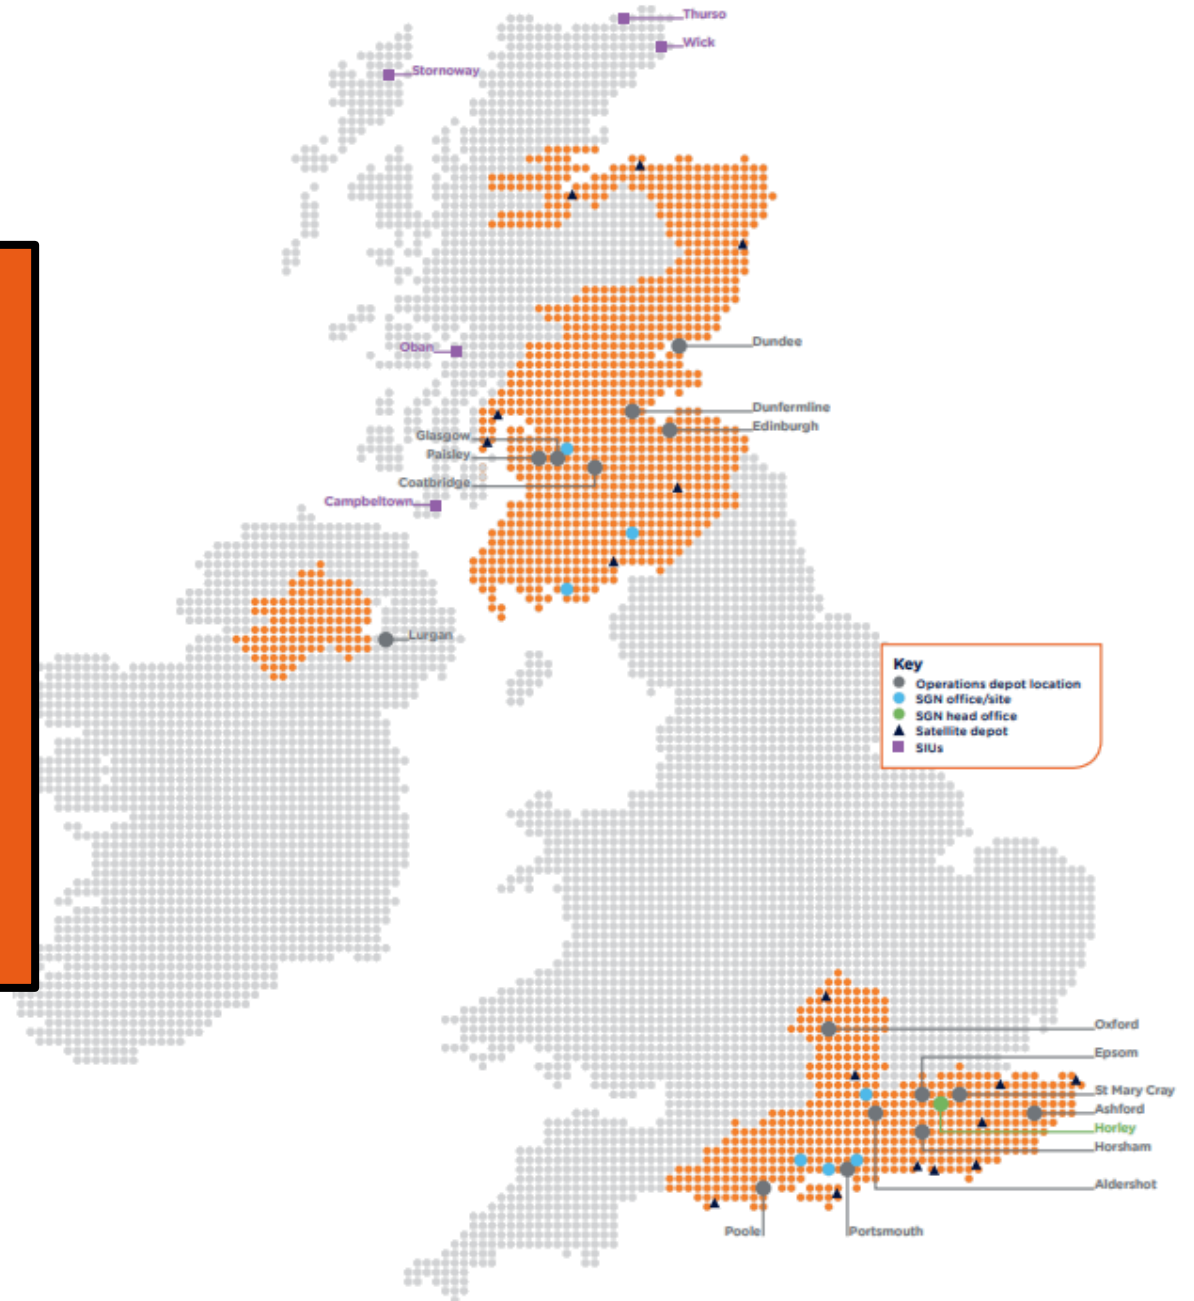 Thurso
Wick
Stornoway
Dundee
Oban
Dunfermline
Edinburgh
Glasgow
Paisley
Coatbridge
Campbeltown
Lurgan
Key
Operations depot location
SGN office/site
SGN head office
Satellite depot
SIUs
Oxford
Epsom
St Mary Cray
Ashford
Horley
Horsham
Aldershot
Poole
Portsmouth